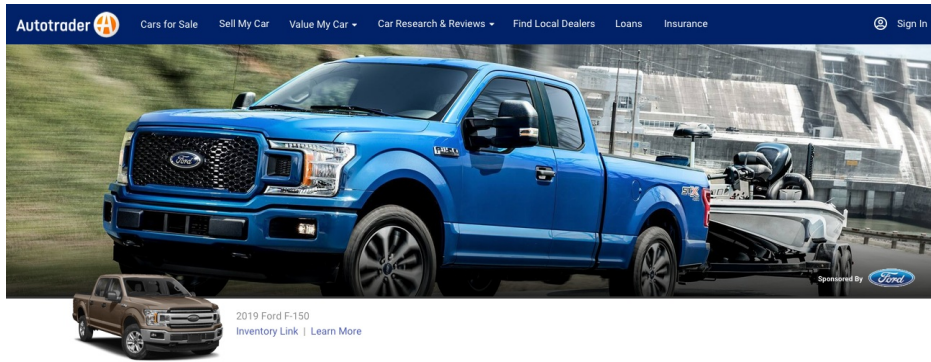 Autotrader Cars for Sale Sell My Car Value My Car Car Research & Reviews Find Local Dealers Loans Insurance Sign In
Ford
F-150
STX
Sponsored By Ford
2019 Ford F-150
Inventory Link | Learn More